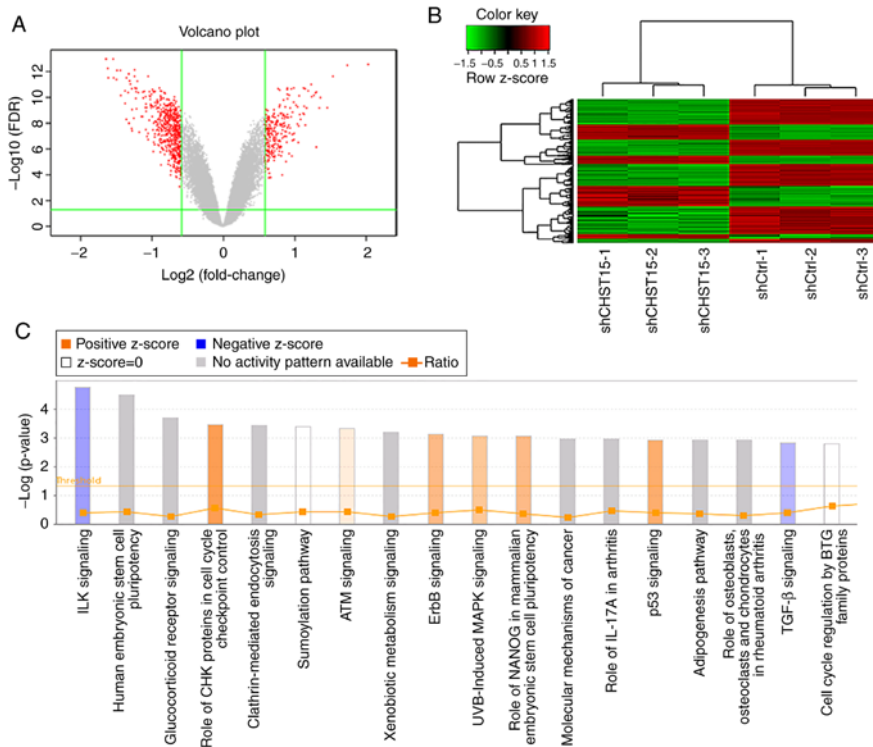 A
Volcano plot
12
10
8
6
4
2
0
−Log10 (FDR)
−2
−1
0
1
2
Log2 (fold-change)
B
Color key
−1.5
−0.5
0.5
1.5
Row z-score
shCHST15-1
shCHST15-2
shCHST15-3
shCtrl-1
shCtrl-2
shCtrl-3
C
Positive z-score
Negative z-score
z-score=0
No activity pattern available
Ratio
4
3
2
1
0
−Log (p-value)
Threshold
ILK signaling
Human embryonic stem cell
pluripotency
Glucocorticoid receptor signaling
Role of CHK proteins in cell cycle
checkpoint control
Clathrin-mediated endocytosis
signaling
Sumoylation pathway
ATM signaling
Xenobiotic metabolism signaling
ErbB signaling
UVB-Induced MAPK signaling
Role of NANOG in mammalian
embryonic stem cell pluripotency
Molecular mechanisms of cancer
Role of IL-17A in arthritis
p53 signaling
Adipogenesis pathway
Role of osteoblasts,
osteoclasts and chondrocytes
in rheumatoid arthritis
TGF-β signaling
Cell cycle regulation by BTG
family proteins